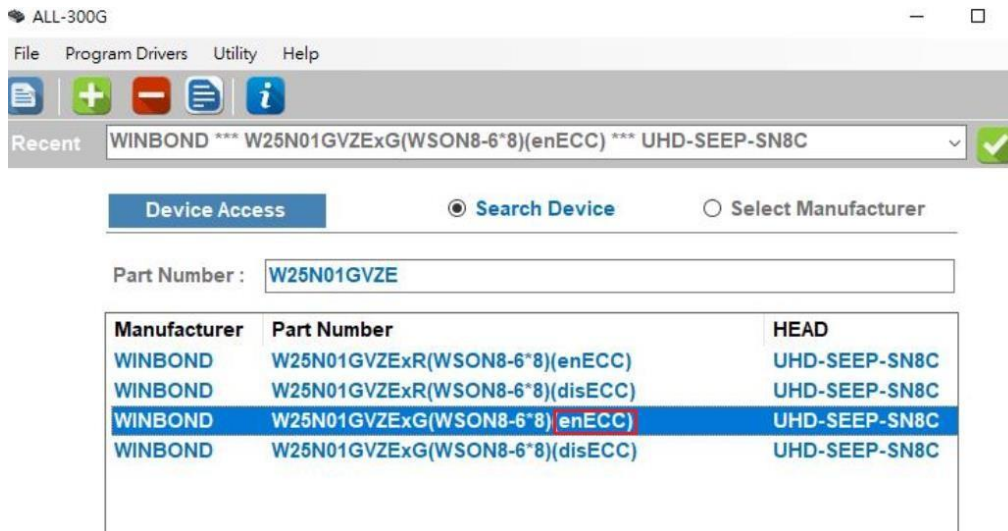 ALL-300G
File Program Drivers Utility Help
Recent WINBOND *** W25N01GVZExG(WSON8-6*8)(enECC) *** UHD-SEEP-SN8C
Device Access Search Device Select Manufacturer
Part Number : W25N01GVZE
Manufacturer Part Number HEAD
WINBOND W25N01GVZExR(WSON8-6*8)(enECC) UHD-SEEP-SN8C
WINBOND W25N01GVZExR(WSON8-6*8)(disECC) UHD-SEEP-SN8C
WINBOND W25N01GVZExG(WSON8-6*8)(enECC) UHD-SEEP-SN8C
WINBOND W25N01GVZExG(WSON8-6*8)(disECC) UHD-SEEP-SN8C